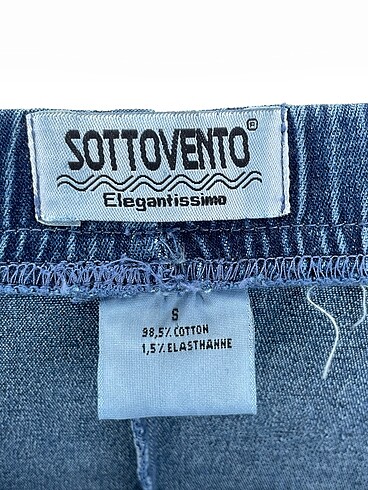 SOTTOVENTO®
Elegantissimo
S
98,5% COTTON
1,5% ELASTHANNE